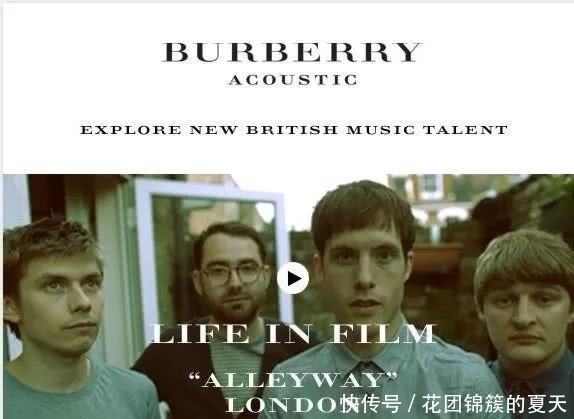 BURBERRY
ACOUSTIC
EXPLORE NEW BRITISH MUSIC TALENT
LIFE IN FILM
“ALLEYWAY”
LONDON
快传号 / 花团锦簇的夏天